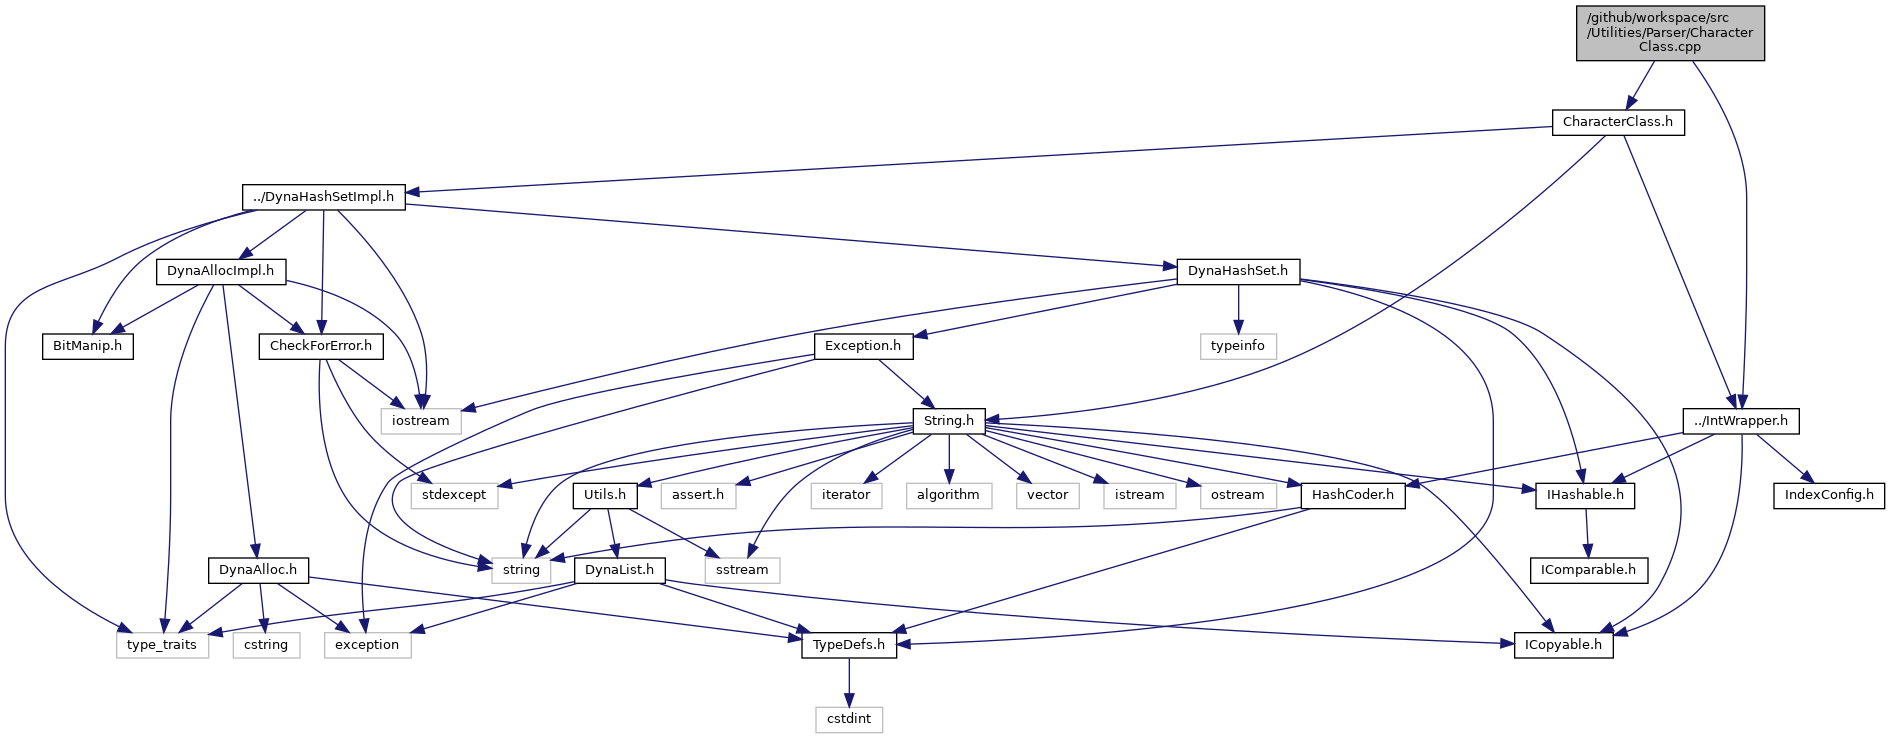 /github/workspace/src
/Utilities/Parser/Character
Class.cpp
CharacterClass.h
../DynaHashSetImpl.h
DynaAllocImpl.h
DynaHashSet.h
BitManip.h
CheckForError.h
Exception.h
typeinfo
iostream
String.h
../IntWrapper.h
stdexcept
Utils.h
assert.h
iterator
algorithm
vector
istream
ostream
HashCoder.h
IHashable.h
IndexConfig.h
DynaAlloc.h
string
DynaList.h
sstream
IComparable.h
type_traits
cstring
exception
TypeDefs.h
ICopyable.h
cstdint